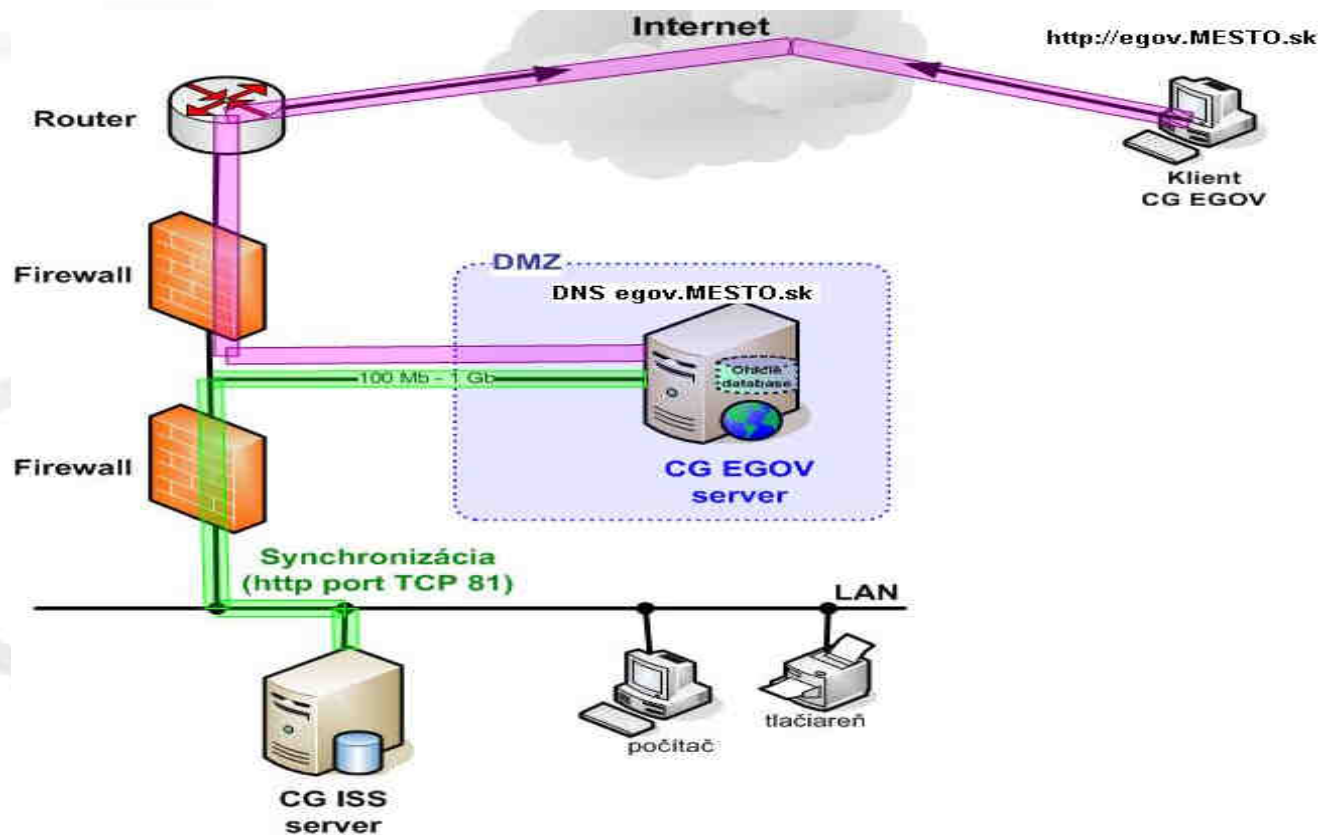 Internet
http://egov.MESTO.sk
Router
Klient
CG EGOV
Firewall
DMZ
DNS egov.MESTO.sk
100 Mb - 1 Gb
database
Firewall
CG EGOV
server
Synchronizácia
(http port TCP 81)
LAN
počítač
tlačiareň
CG ISS
server